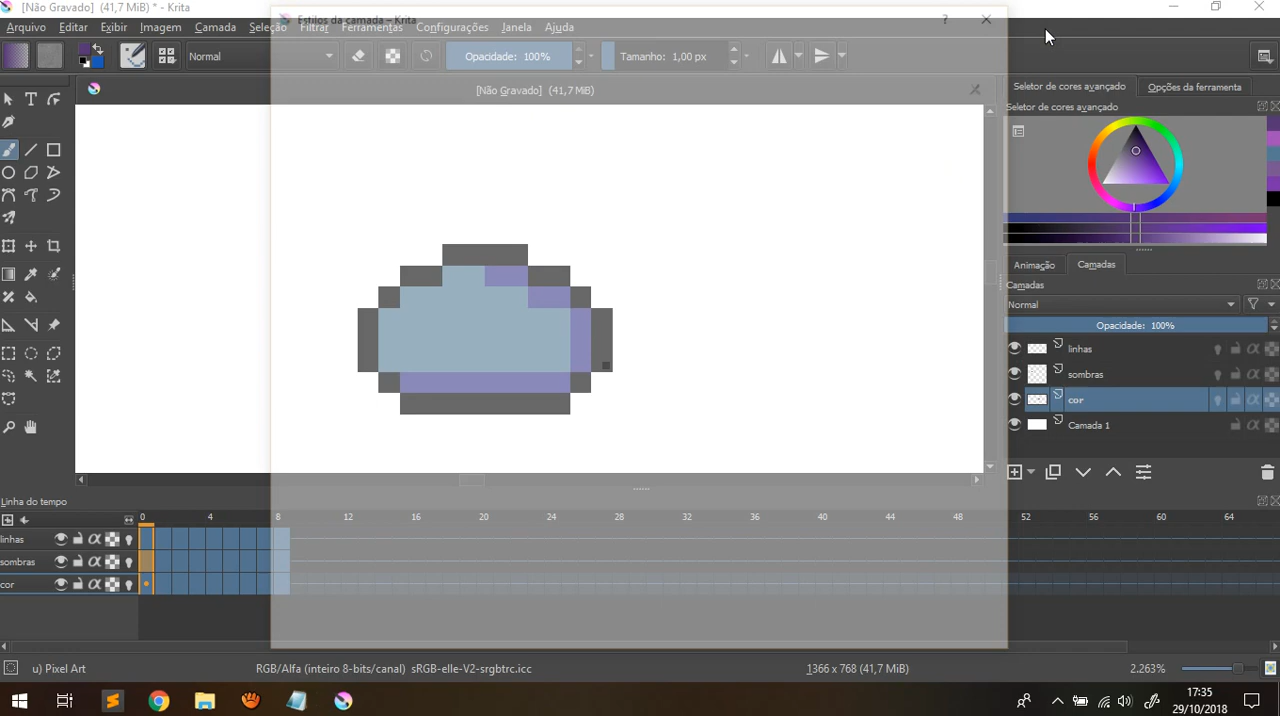 [Não Gravado] (41,7 MiB) * - Krita
Estilos da camada – Krita
Arquivo Editar Exibir Imagem Camada Seleção Filtrar Ferramentas Configurações Janela Ajuda
Normal Opacidade: 100% Tamanho: 1,00 px
[Não Gravado] (41,7 MiB)
Seletor de cores avançado Opções da ferramenta
Seletor de cores avançado
Animação Camadas
Camadas
Normal
Opacidade: 100%
linhas
sombras
cor
Camada 1
Linha do tempo
0 4 8 12 16 20 24 28 32 36 40 44 48 52 56 60 64
linhas
sombras
cor
u) Pixel Art RGB/Alfa (inteiro 8-bits/canal) sRGB-elle-V2-srgbtrc.icc 1366 x 768 (41,7 MiB) 2.263%
17:35
29/10/2018